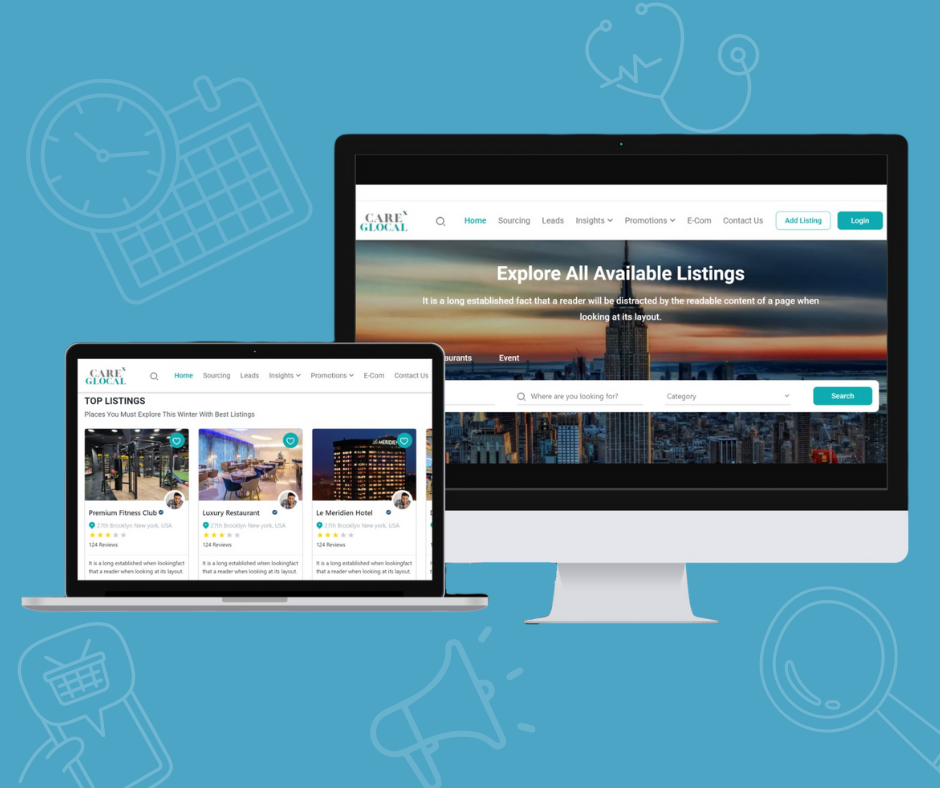 CARE
GLOCAL
Home Sourcing Leads Insights Promotions E-Com Contact Us Add Listing Login
Explore All Available Listings
It is a long established fact that a reader will be distracted by the readable content of a page when
looking at its layout.
Event
Where are you looking for? Category Search
CARE
GLOCAL
Home Sourcing Leads Insights Promotions E-Com Contact Us
TOP LISTINGS
Places You Must Explore This Winter With Best Listings
Premium Fitness Club Luxury Restaurant Le Meridien Hotel
27th Brooklyn New york, USA 27th Brooklyn New york, USA 27th Brooklyn New york, USA
124 Reviews 124 Reviews 124 Reviews
It is a long established when lookingfact It is a long established when lookingfact It is a long established when lookingfact
that a reader when looking at its layout. that a reader when looking at its layout. that a reader when looking at its layout.